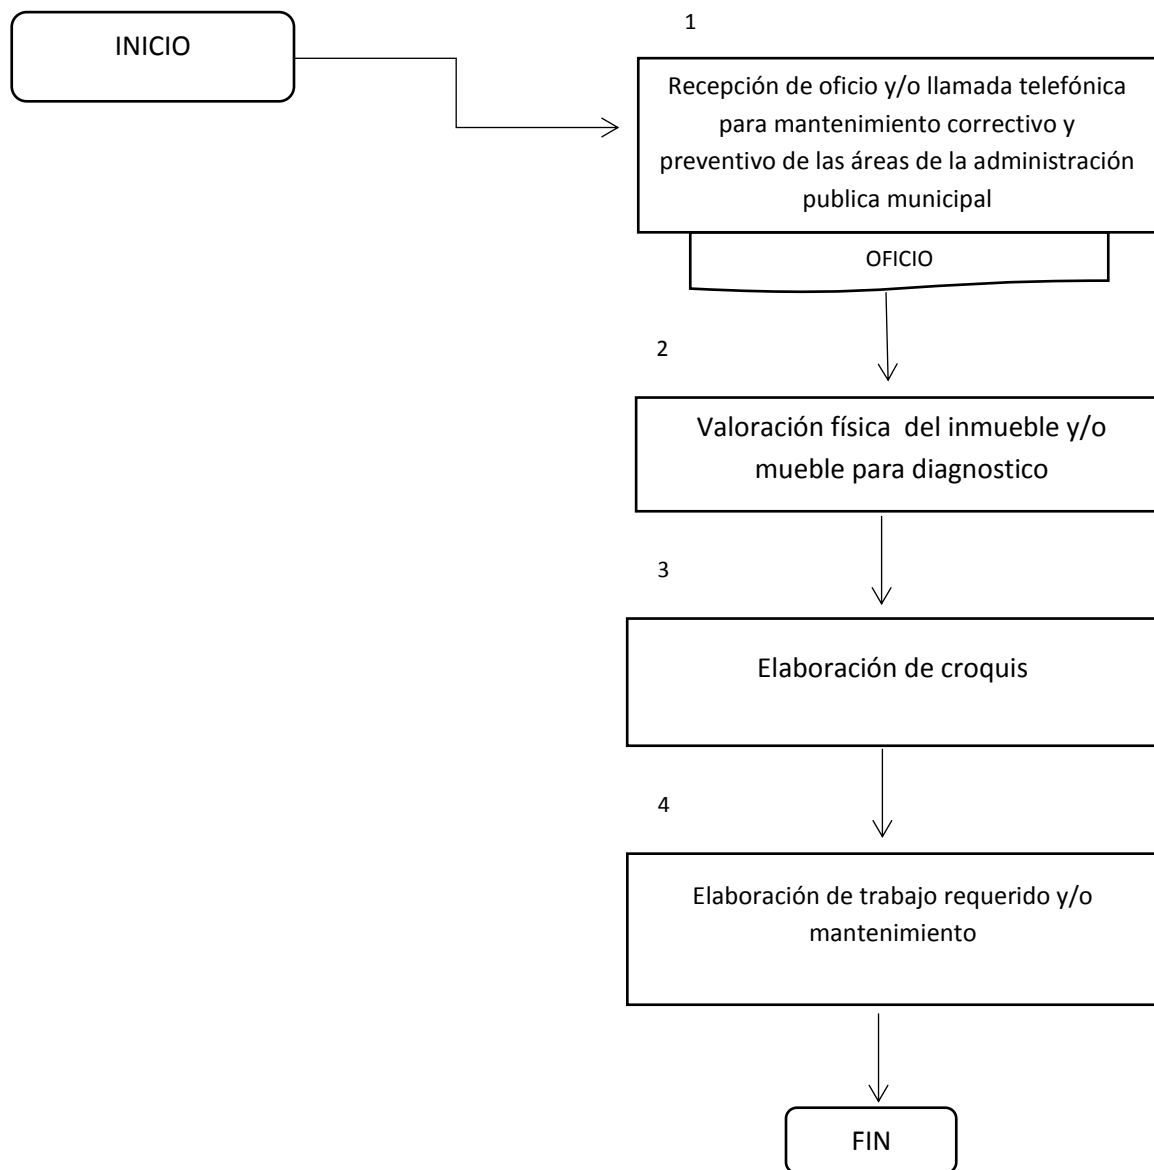 INICIO
1
Recepción de oficio y/o llamada telefónica
para mantenimiento correctivo y
preventivo de las áreas de la administración
publica municipal
OFICIO
2
Valoración física  del inmueble y/o
mueble para diagnostico
3
Elaboración de croquis
4
Elaboración de trabajo requerido y/o
mantenimiento
FIN